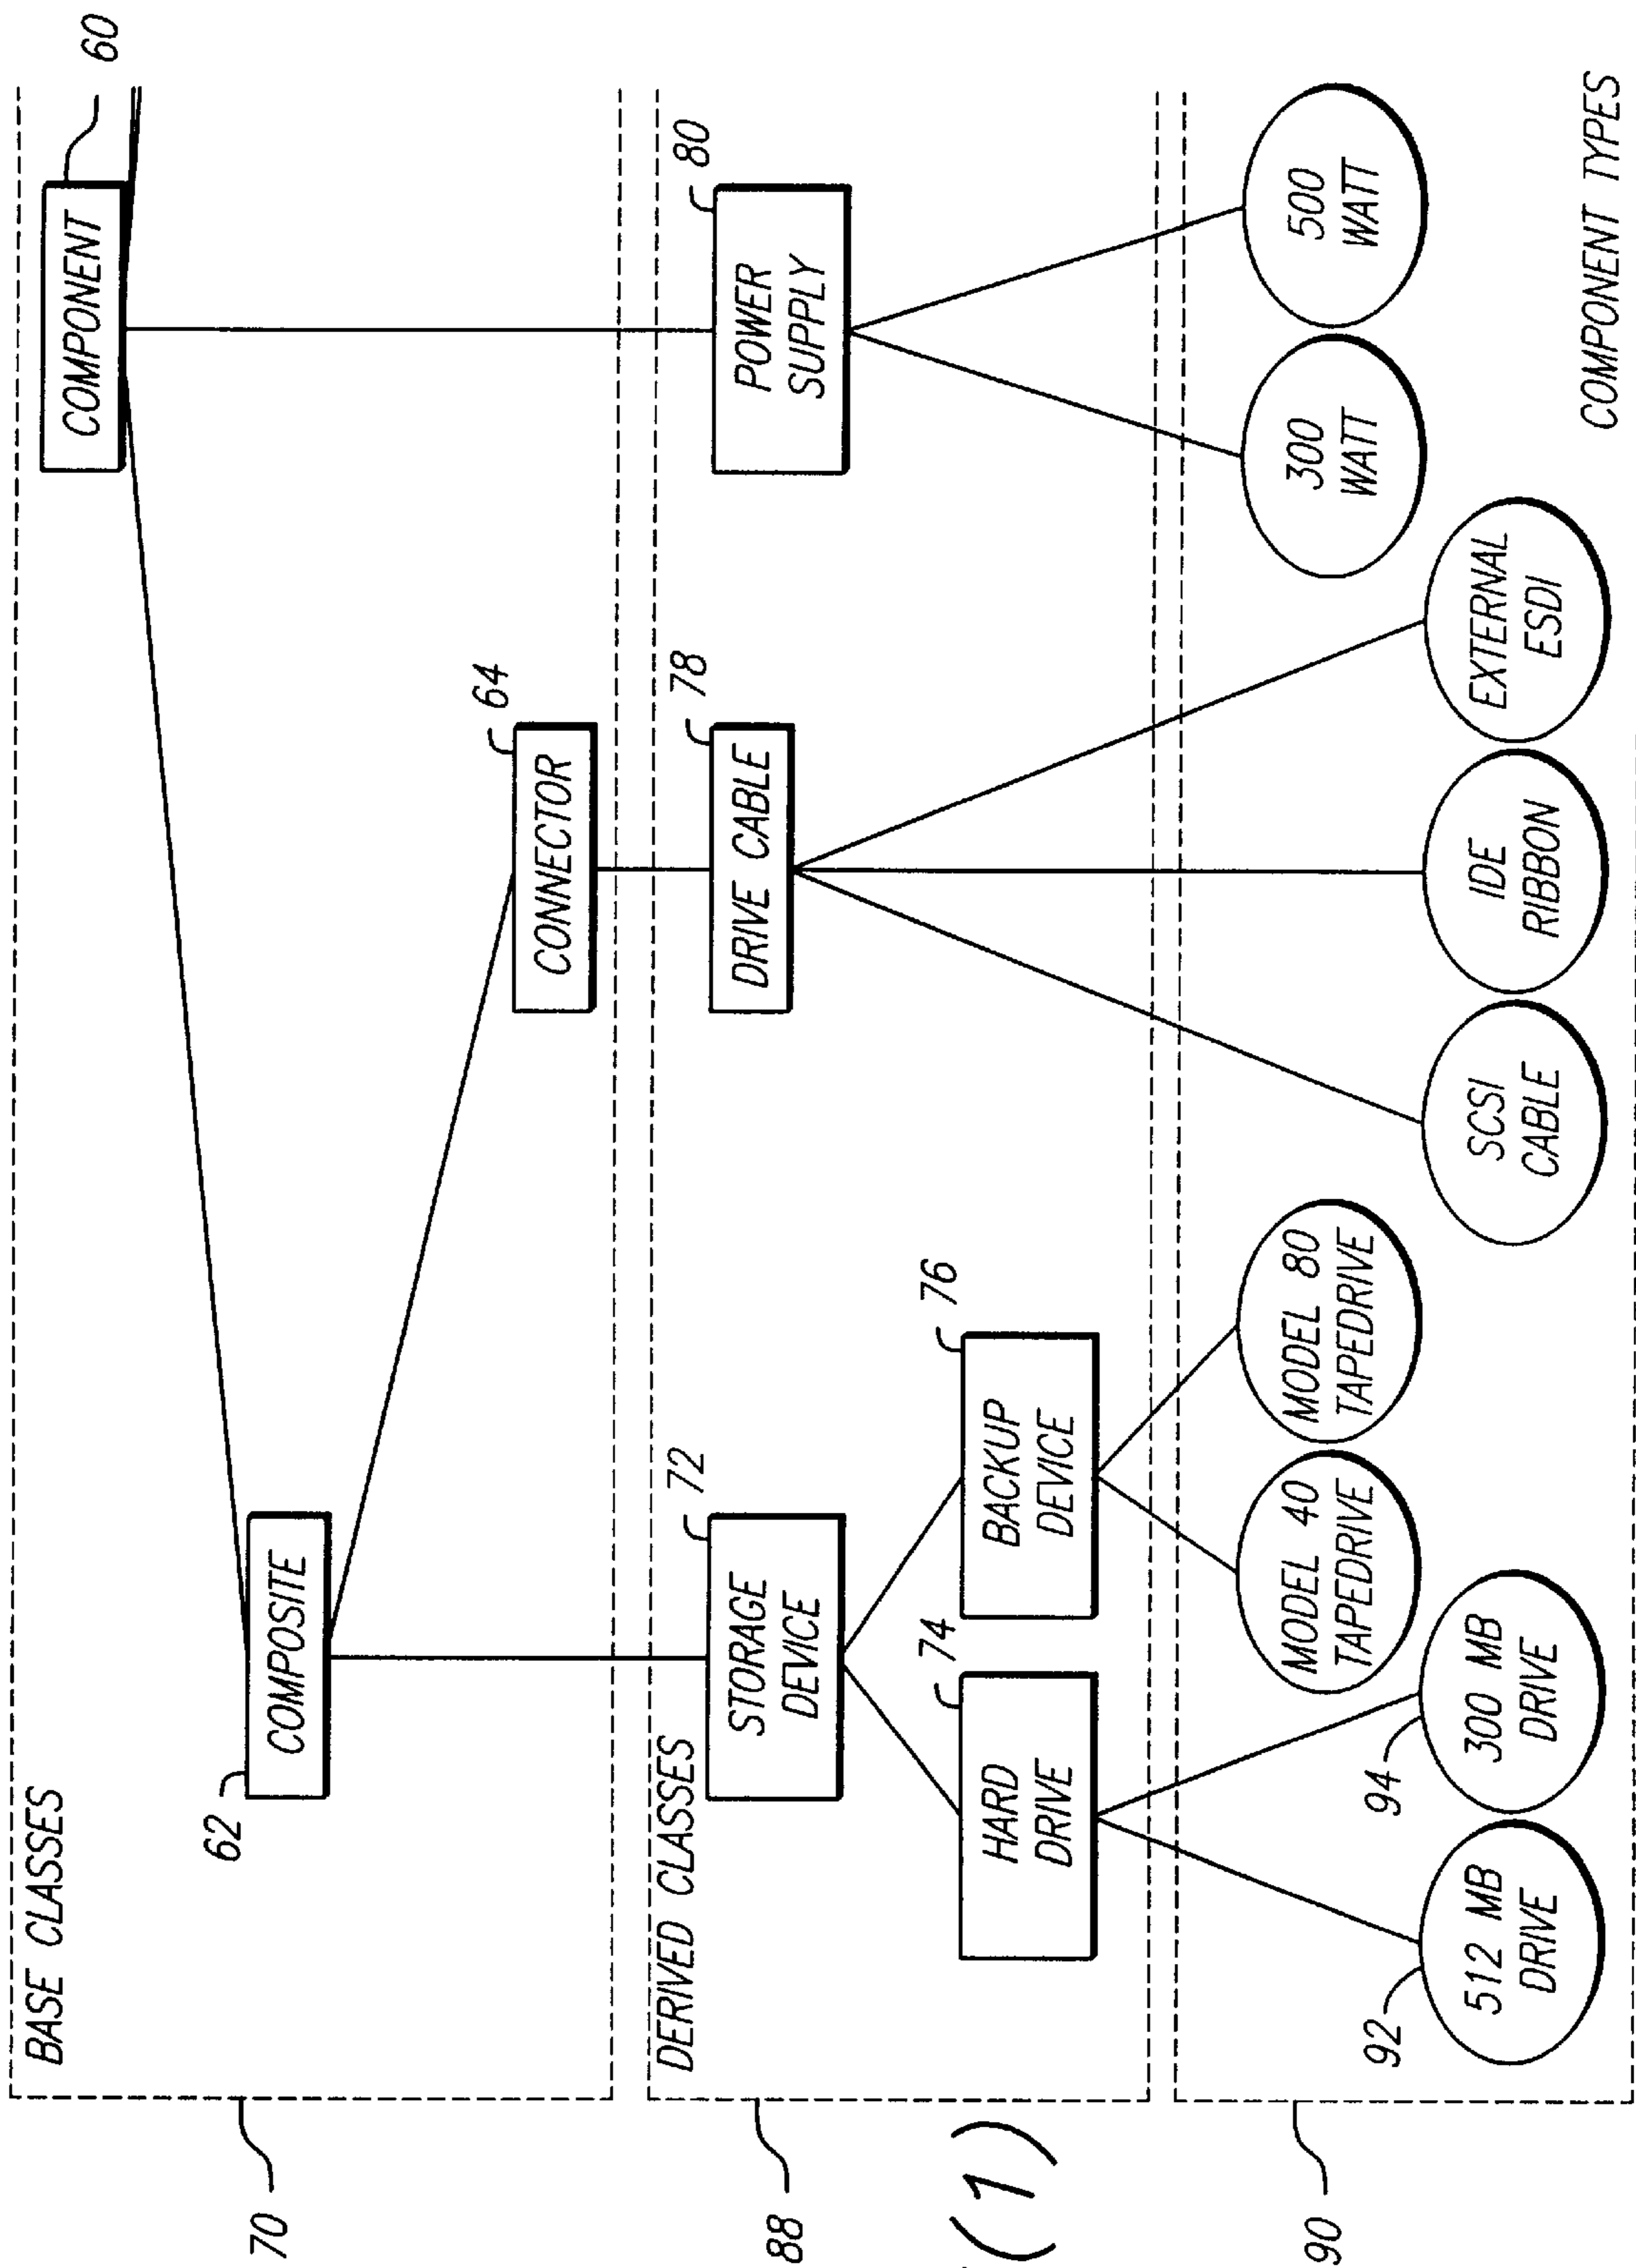 BASE CLASSES
COMPONENT
60
62
COMPOSITE
64
CONNECTOR
70
DERIVED CLASSES
72
STORAGE
DEVICE
78
DRIVE CABLE
80
POWER
SUPPLY
74
HARD
DRIVE
76
BACKUP
DEVICE
88
(1)
92
512 MB
DRIVE
94
300 MB
DRIVE
MODEL 40
TAPEDRIVE
MODEL 80
TAPEDRIVE
SCSI
CABLE
IDE
RIBBON
EXTERNAL
ESDI
300
WATT
500
WATT
90
COMPONENT TYPES